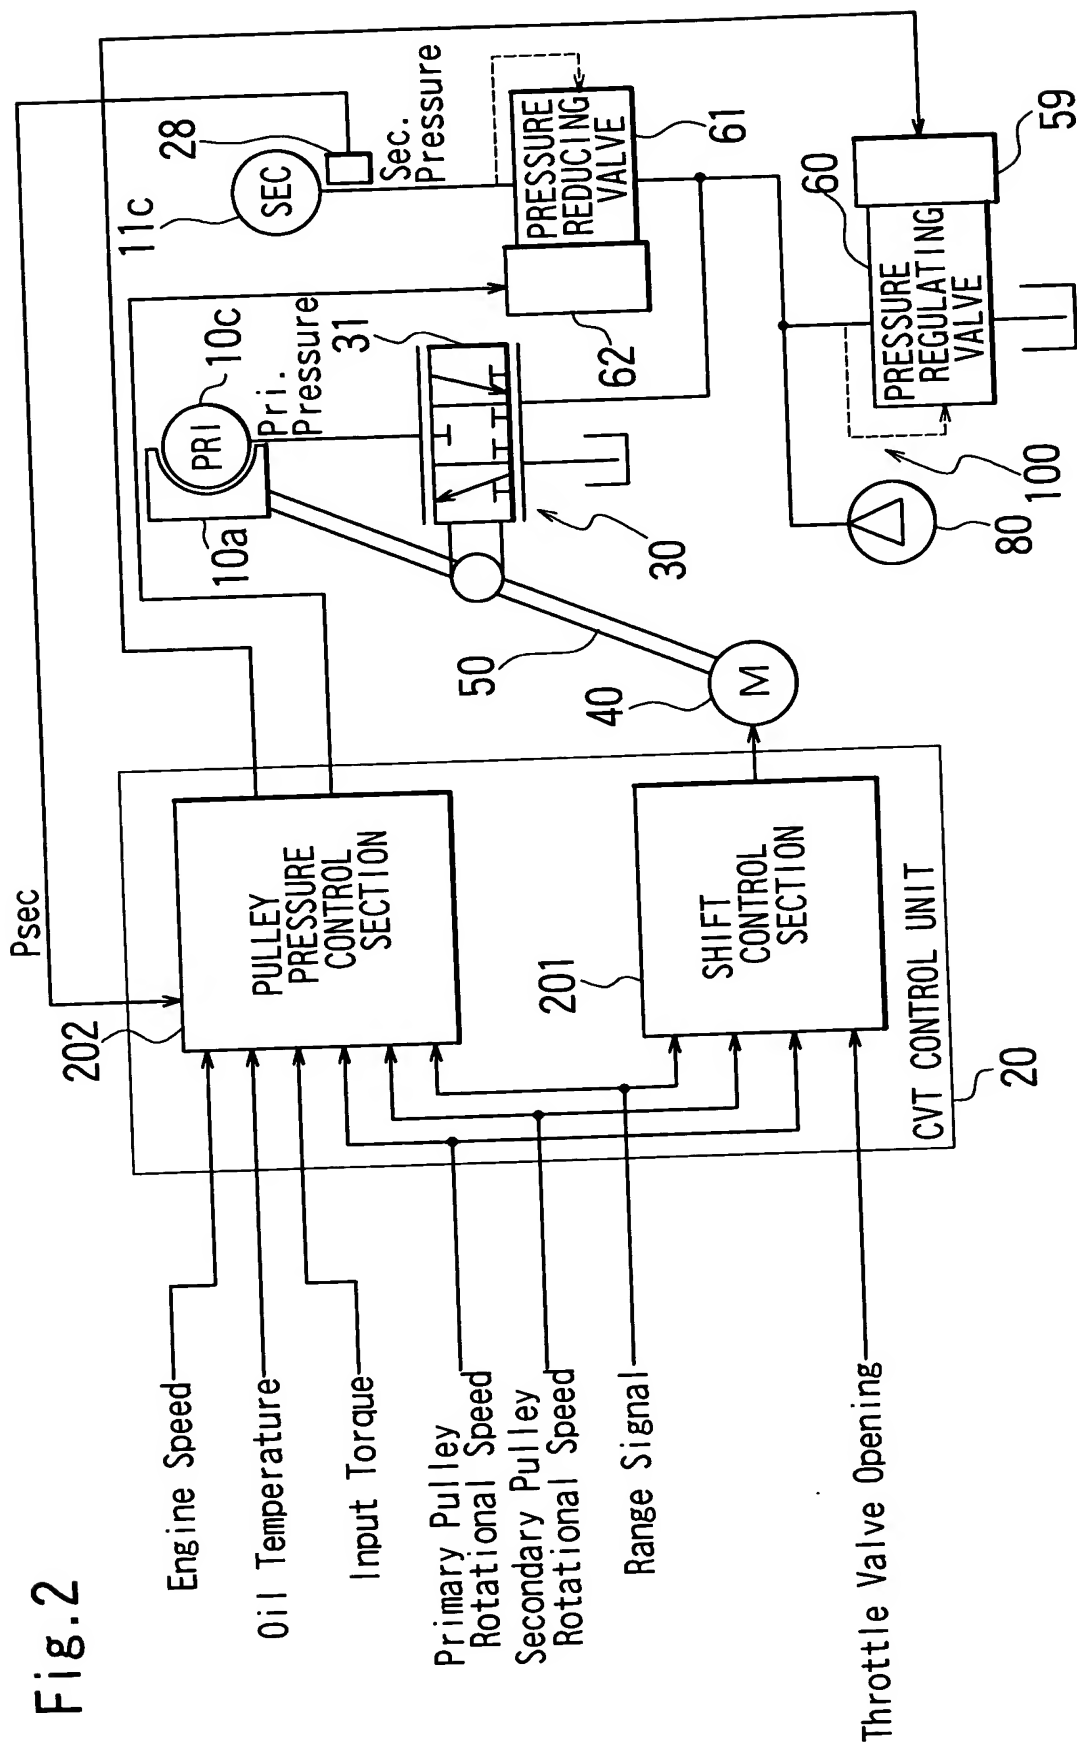 Fig.2
Engine Speed
Oil Temperature
Input Torque
Primary Pulley
Rotational Speed
Secondary Pulley
Rotational Speed
Range Signal
Throttle Valve Opening
Psec
202
PULLEY
PRESSURE
CONTROL
SECTION
201
SHIFT
CONTROL
SECTION
CVT CONTROL UNIT
20
10a
PRI
10c
Pri.
Pressure
11c
SEC
28
Sec.
Pressure
31
30
50
40
M
62
PRESSURE
REDUCING
VALVE
61
60
PRESSURE
REGULATING
VALVE
59
100
80